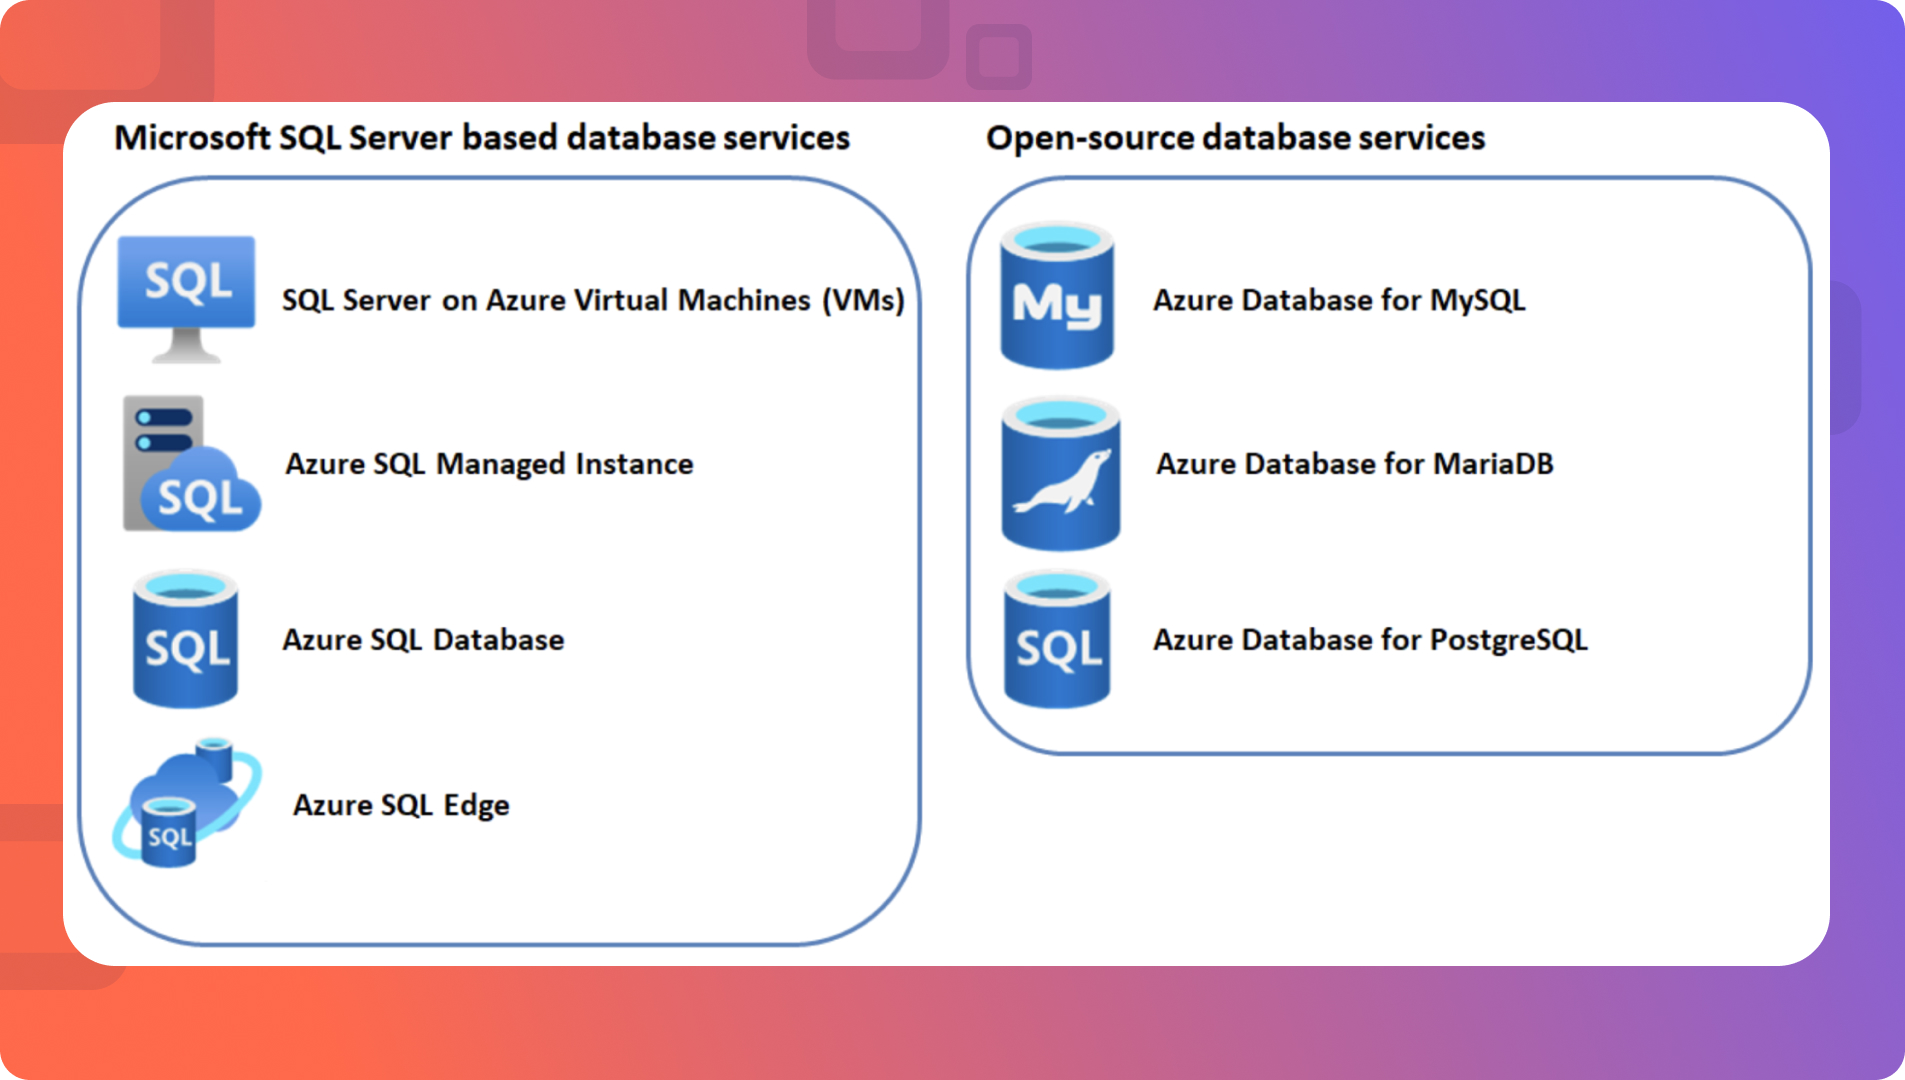 Microsoft SQL Server based database services
SQL
SQL Server on Azure Virtual Machines (VMs)
SQL
Azure SQL Managed Instance
SQL
Azure SQL Database
SQL
Azure SQL Edge
Open-source database services
My
Azure Database for MySQL
Azure Database for MariaDB
SQL
Azure Database for PostgreSQL